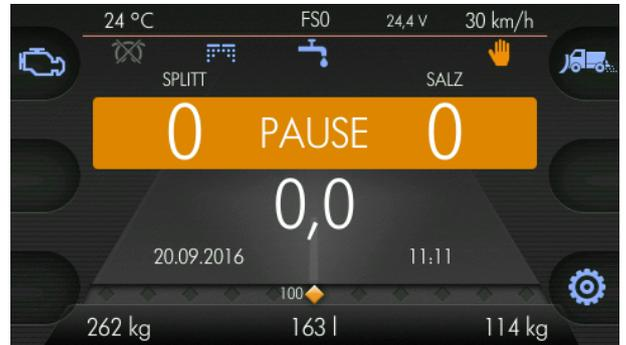 24 °C FS0 24,4 V 30 km/h
SPLITT SALZ
0 PAUSE 0
0,0
20.09.2016 11:11
100
262 kg 163 l 114 kg